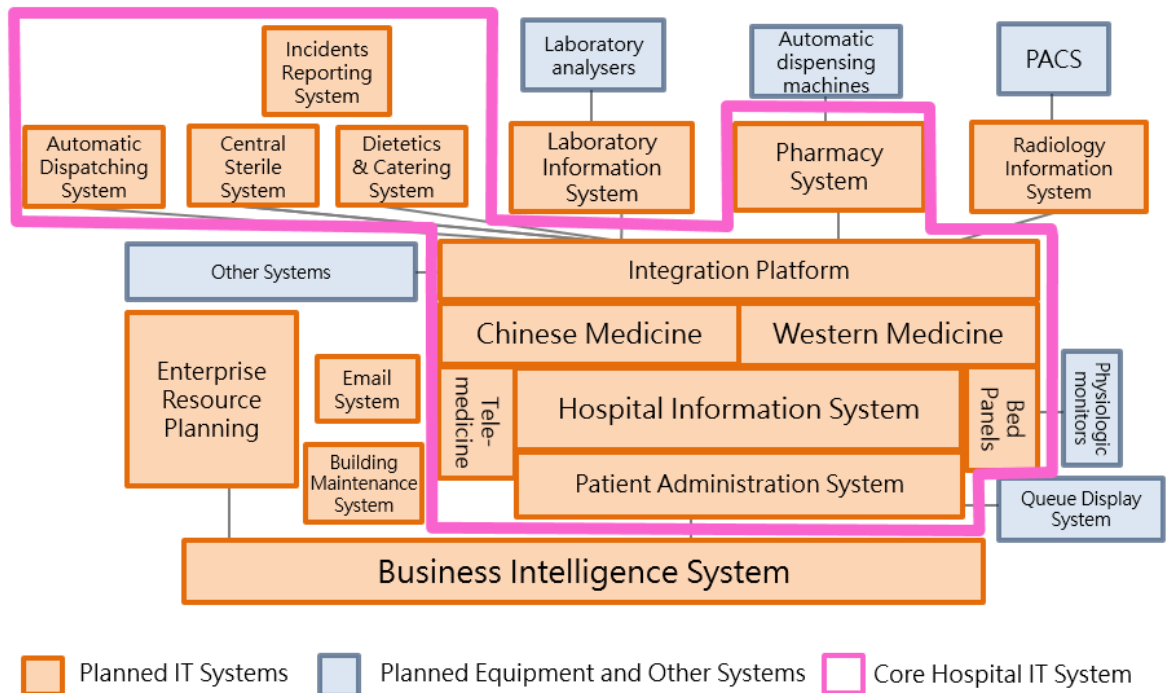 Incidents
Reporting
System
Laboratory
analysers
Automatic
dispensing
machines
PACS
Automatic
Dispatching
System
Central
Sterile
System
Dietetics
& Catering
System
Laboratory
Information
System
Pharmacy
System
Radiology
Information
System
Other Systems
Integration Platform
Chinese Medicine
Western Medicine
Enterprise
Resource
Planning
Email
System
Building
Maintenance
System
Tele-
medicine
Hospital Information System
Bed
Panels
Physiologic
monitors
Patient Administration System
Queue Display
System
Business Intelligence System
Planned IT Systems
Planned Equipment and Other Systems
Core Hospital IT System